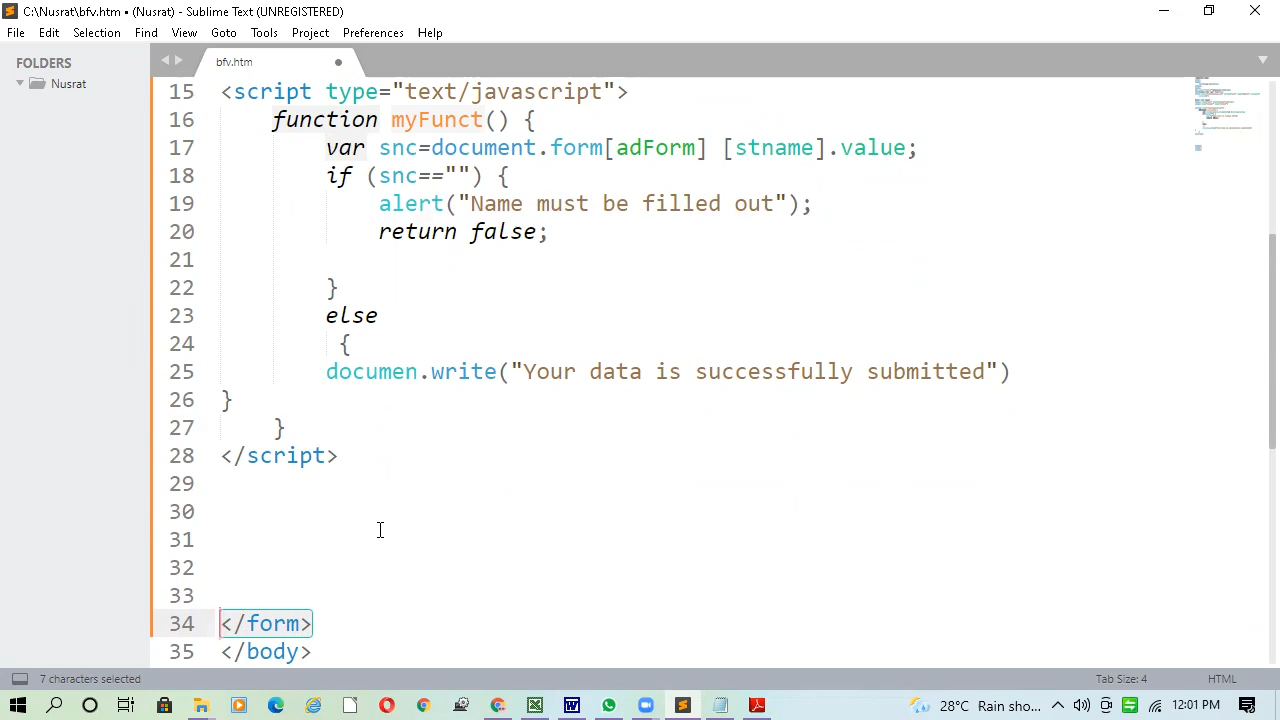 C:\Nusrat\bfv.htm • (Nusrat) - Sublime Text (UNREGISTERED)
File Edit Selection Find View Goto Tools Project Preferences Help
FOLDERS
Nusrat
bfv.htm
15 <script type="text/javascript">
16 function myFunct() {
17 var snc=document.form[adForm] [stname].value;
18 if (snc=="") {
19 alert("Name must be filled out");
20 return false;
21
22 }
23 else
24 {
25 documen.write("Your data is successfully submitted")
26 }
27 }
28 </script>
29
30
31
32
33
34 </form>
35 </body>
7 characters selected Tab Size: 4 HTML
28°C Rain sho... 12:01 PM